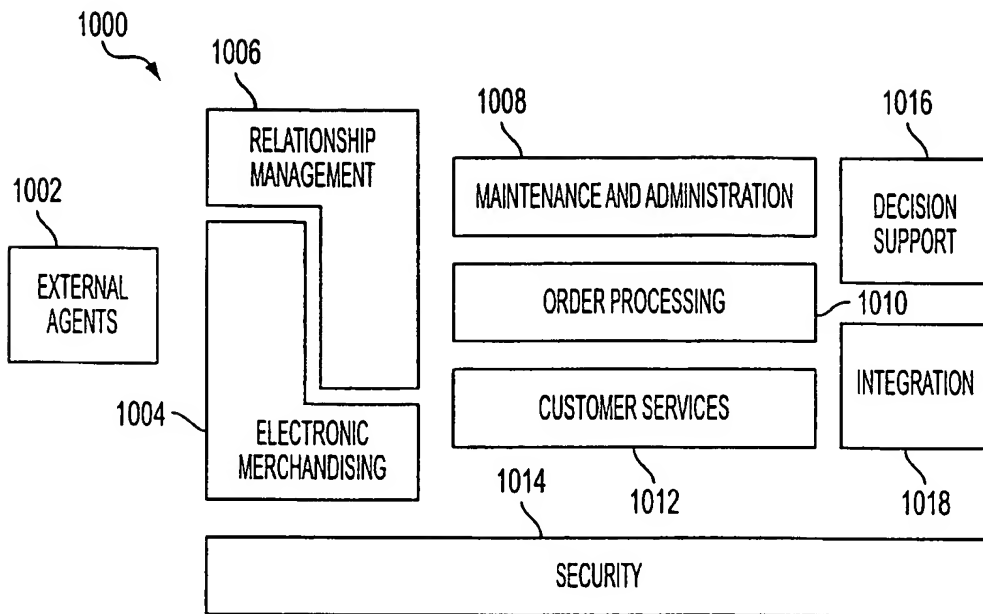 1000
1006
RELATIONSHIP
MANAGEMENT
1008
MAINTENANCE AND ADMINISTRATION
1016
DECISION
SUPPORT
1002
EXTERNAL
AGENTS
ORDER PROCESSING
1010
INTEGRATION
1004
ELECTRONIC
MERCHANDISING
CUSTOMER SERVICES
1014
1012
1018
SECURITY